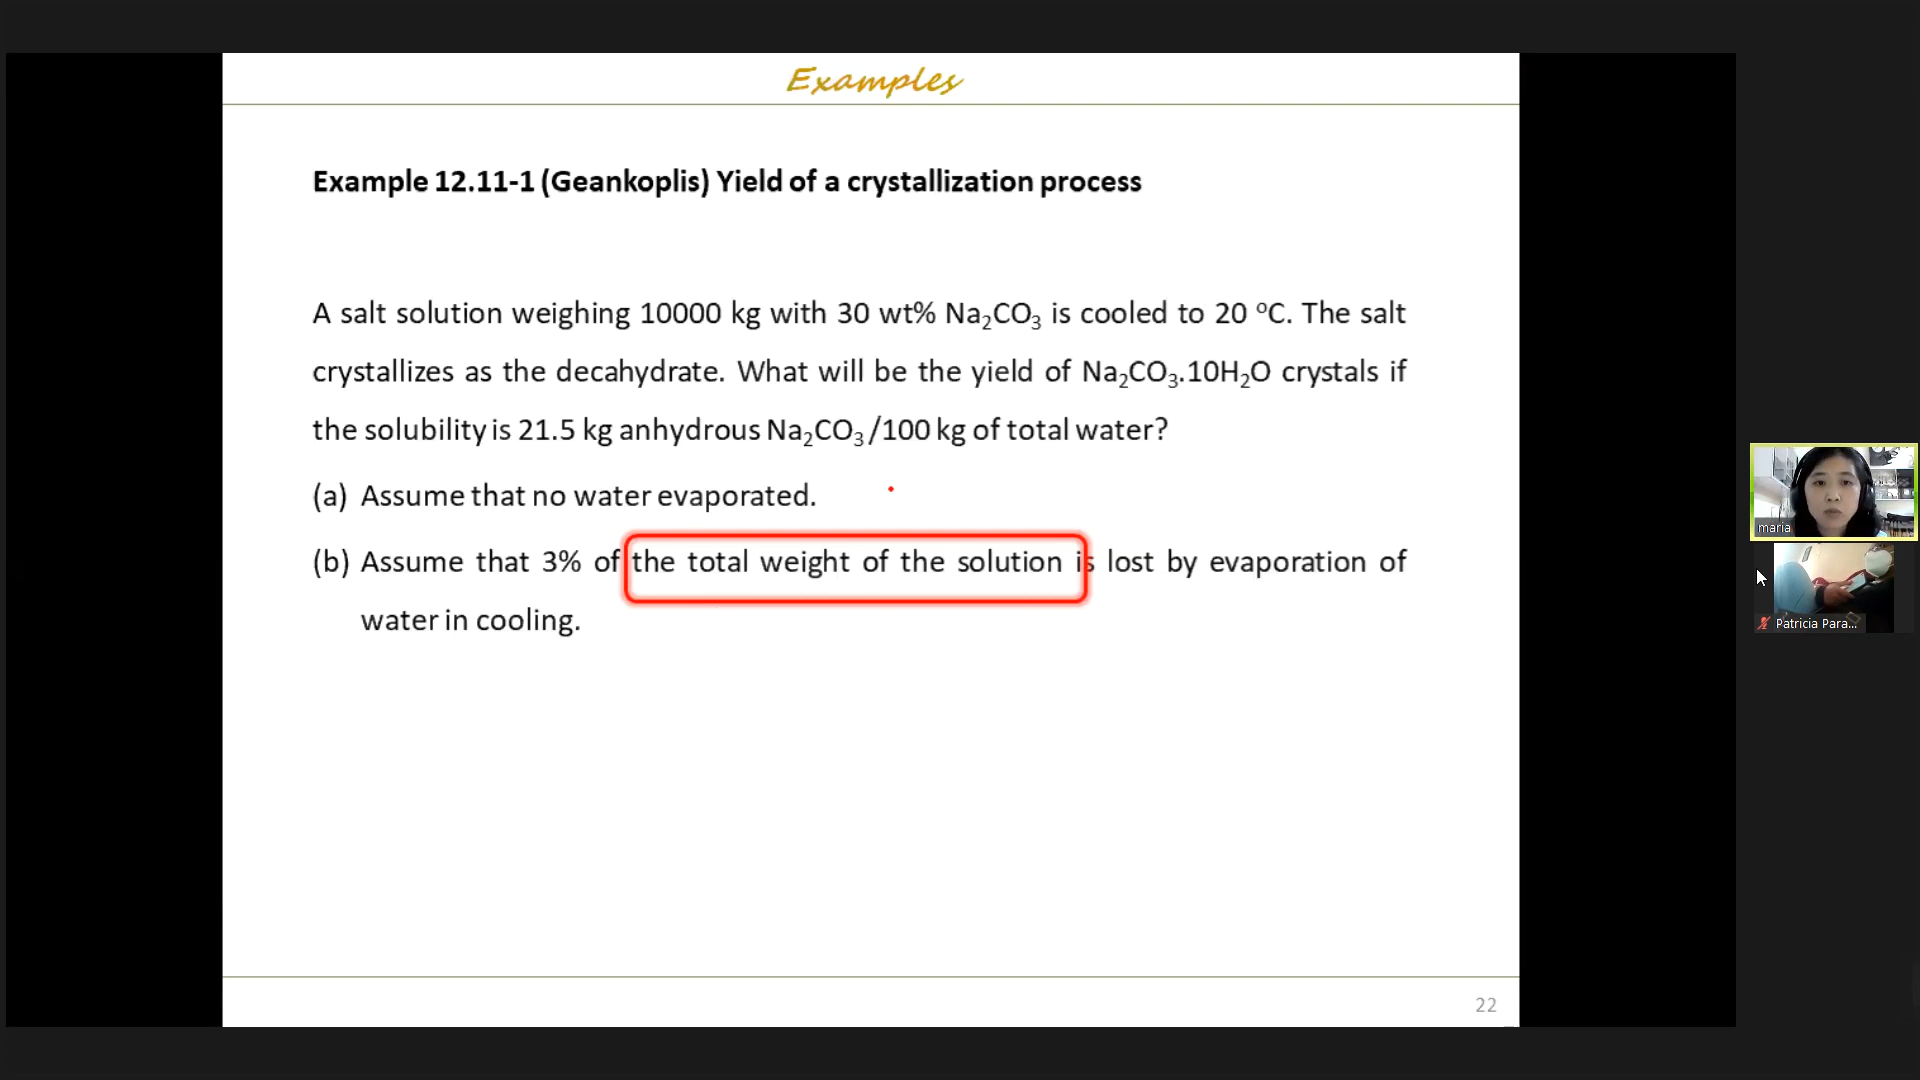 Examples
Example 12.11-1 (Geankoplis) Yield of a crystallization process
A salt solution weighing 10000 kg with 30 wt% Na₂CO₃ is cooled to 20 ᵒC. The salt
crystallizes as the decahydrate. What will be the yield of Na₂CO₃.10H₂O crystals if
the solubility is 21.5 kg anhydrous Na₂CO₃/100 kg of total water?
(a) Assume that no water evaporated.
(b) Assume that 3% of the total weight of the solution is lost by evaporation of
water in cooling.
22
maria
Patricia Para...